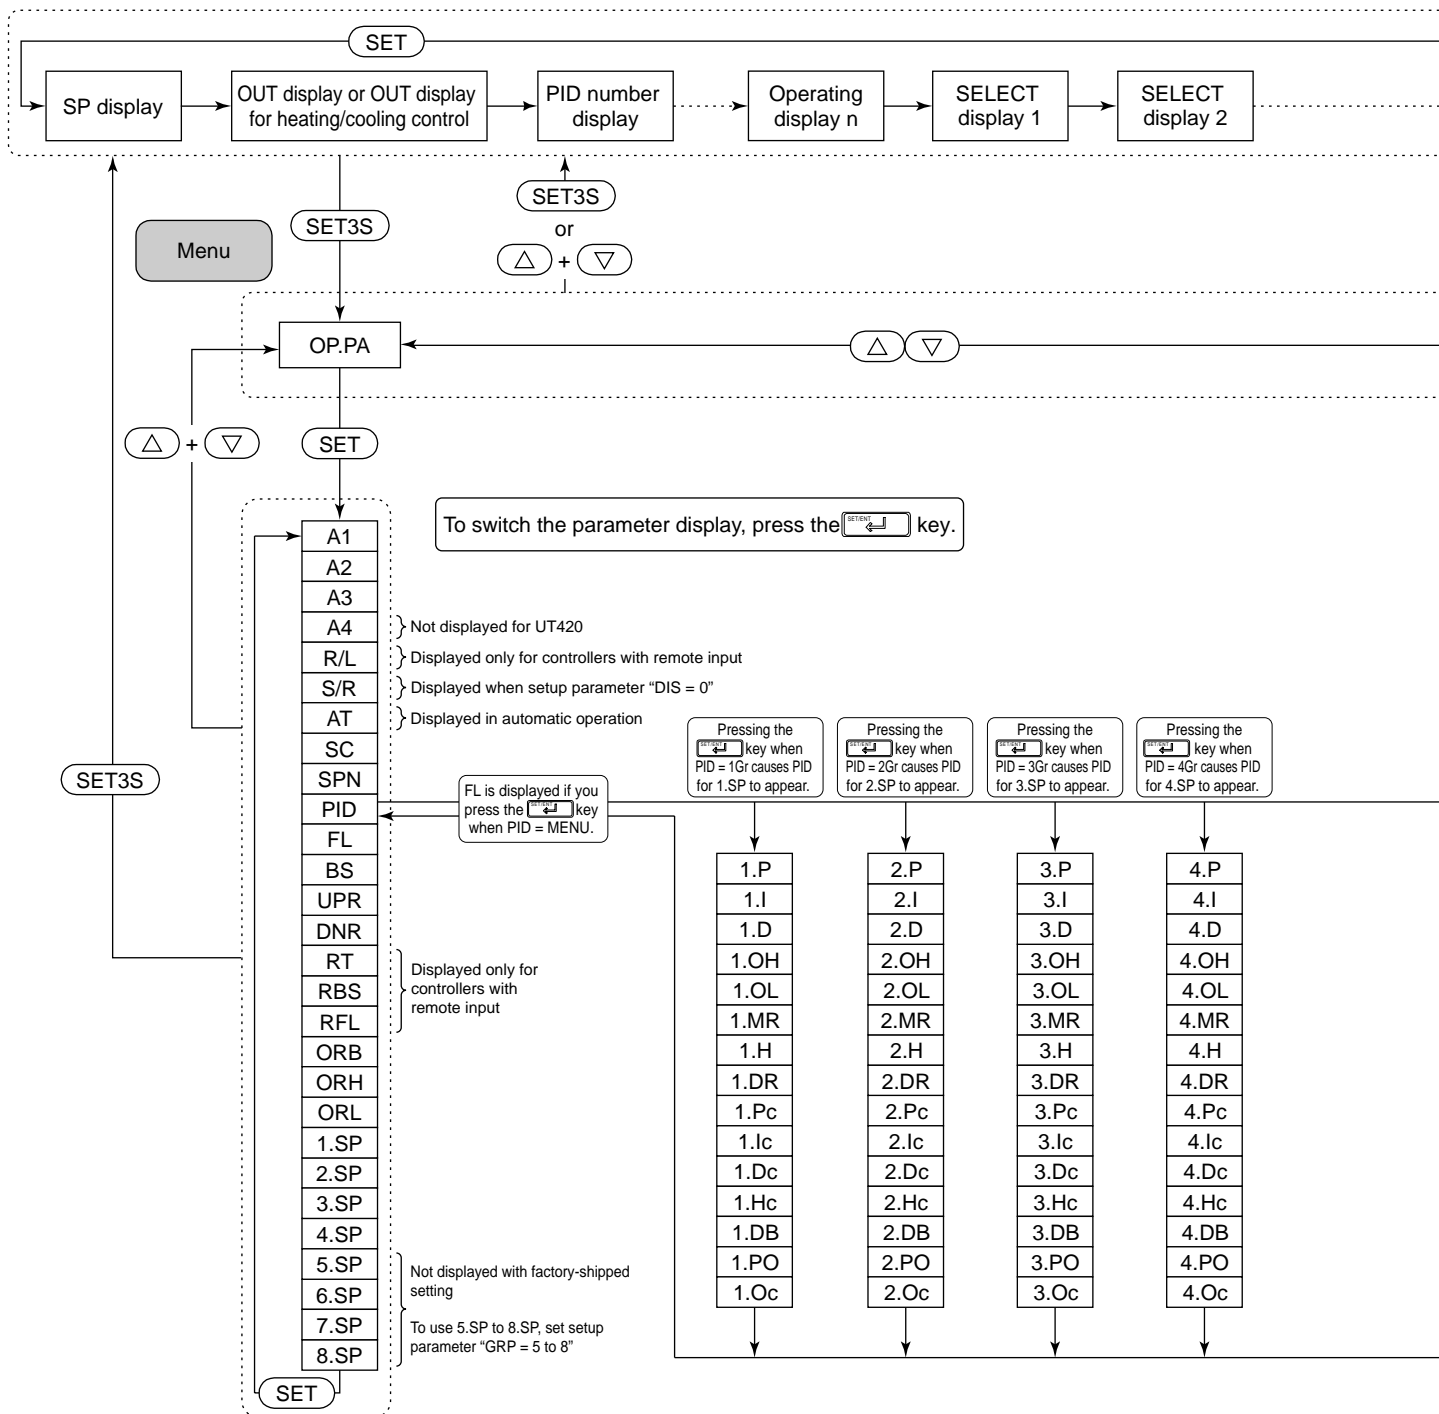 SET
SP display
OUT display or OUT display
for heating/cooling control
PID number
display
Operating
display n
SELECT
display 1
SELECT
display 2
SET3S
SET3S
or
+
Menu
OP.PA
+
SET
To switch the parameter display, press the SET/ENT key.
A1
A2
A3
A4
Not displayed for UT420
R/L
Displayed only for controllers with remote input
S/R
Displayed when setup parameter “DIS = 0”
AT
Displayed in automatic operation
SC
SPN
PID
FL
BS
UPR
DNR
RT
RBS
RFL
Displayed only for
controllers with
remote input
ORB
ORH
ORL
1.SP
2.SP
3.SP
4.SP
5.SP
6.SP
7.SP
8.SP
Not displayed with factory-shipped
setting
To use 5.SP to 8.SP, set setup
parameter “GRP = 5 to 8”
SET
SET3S
FL is displayed if you
press the SET/ENT key
when PID = MENU.
Pressing the
SET/ENT key when
PID = 1Gr causes PID
for 1.SP to appear.
1.P
1.I
1.D
1.OH
1.OL
1.MR
1.H
1.DR
1.Pc
1.Ic
1.Dc
1.Hc
1.DB
1.PO
1.Oc
Pressing the
SET/ENT key when
PID = 2Gr causes PID
for 2.SP to appear.
2.P
2.I
2.D
2.OH
2.OL
2.MR
2.H
2.DR
2.Pc
2.Ic
2.Dc
2.Hc
2.DB
2.PO
2.Oc
Pressing the
SET/ENT key when
PID = 3Gr causes PID
for 3.SP to appear.
3.P
3.I
3.D
3.OH
3.OL
3.MR
3.H
3.DR
3.Pc
3.Ic
3.Dc
3.Hc
3.DB
3.PO
3.Oc
Pressing the
SET/ENT key when
PID = 4Gr causes PID
for 4.SP to appear.
4.P
4.I
4.D
4.OH
4.OL
4.MR
4.H
4.DR
4.Pc
4.Ic
4.Dc
4.Hc
4.DB
4.PO
4.Oc